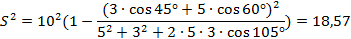 S² = 10²(1 − (3 · cos 45° + 5 · cos 60°)² / (5² + 3² + 2 · 5 · 3 · cos 105°)) = 18,57